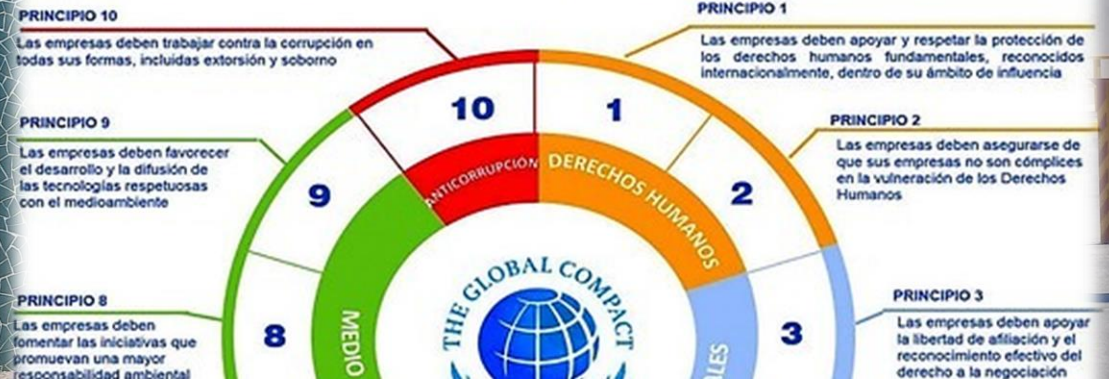 PRINCIPIO 10
Las empresas deben trabajar contra la corrupción en
todas sus formas, incluidas extorsión y soborno
PRINCIPIO 1
Las empresas deben apoyar y respetar la protección de
los derechos humanos fundamentales, reconocidos
internacionalmente, dentro de su ámbito de influencia
PRINCIPIO 9
Las empresas deben favorecer
el desarrollo y la difusión de
las tecnologías respetuosas
con el medioambiente
PRINCIPIO 2
Las empresas deben asegurarse de
que sus empresas no son cómplices
en la vulneración de los Derechos
Humanos
PRINCIPIO 8
Las empresas deben
fomentar las iniciativas que
promuevan una mayor
responsabilidad ambiental
PRINCIPIO 3
Las empresas deben apoyar
la libertad de afiliación y el
reconocimiento efectivo del
derecho a la negociación
10
1
9
2
8
3
ANTICORRUPCIÓN
DERECHOS HUMANOS
MEDIO
LES
THE GLOBAL COMPACT